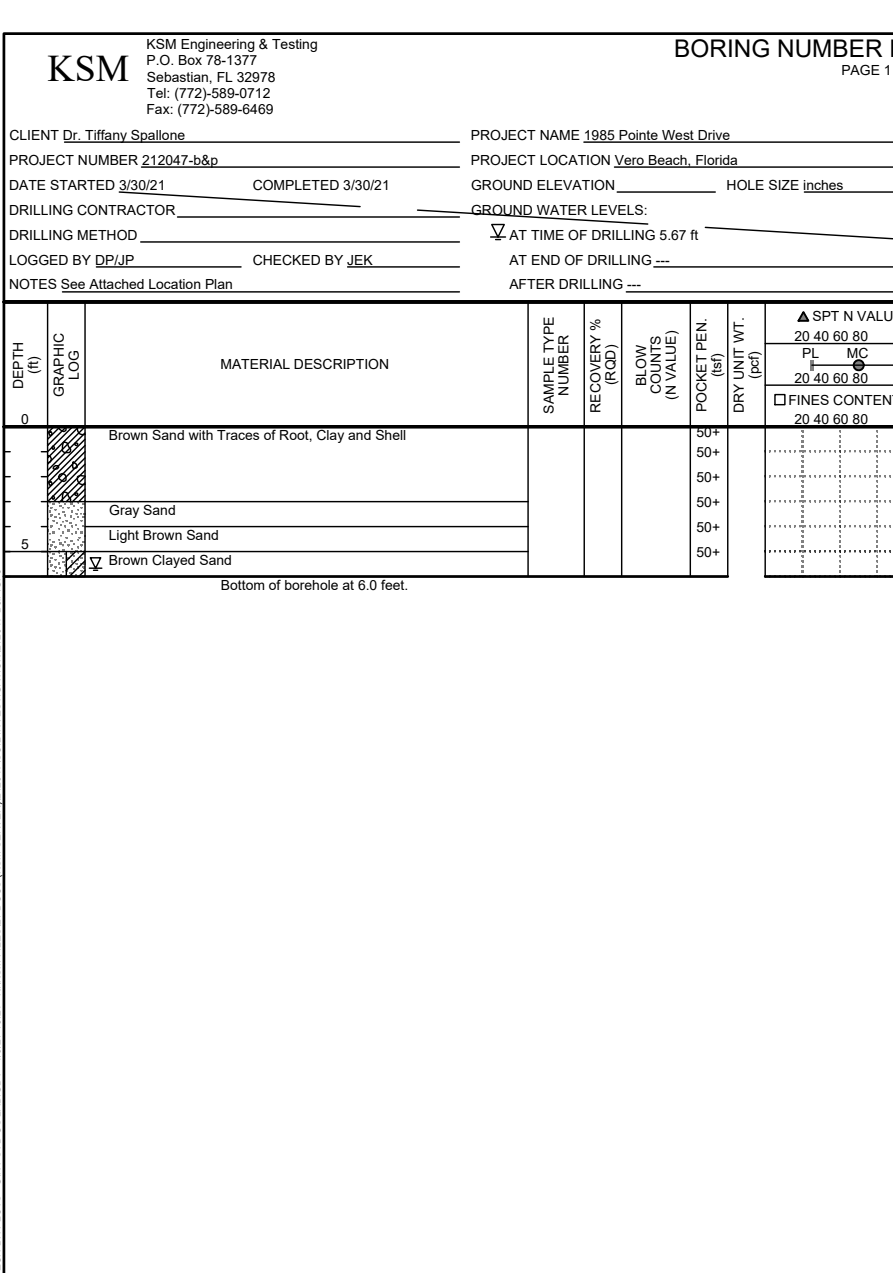 KSM
KSM Engineering & Testing
P.O. Box 78-1377
Sebastian, FL 32978
Tel: (772)-589-0712
Fax: (772)-589-6469
BORING NUMBER
PAGE 1
CLIENT Dr. Tiffany Spallone
PROJECT NAME 1985 Pointe West Drive
PROJECT NUMBER 212047-b&p
PROJECT LOCATION Vero Beach, Florida
DATE STARTED 3/30/21 COMPLETED 3/30/21
GROUND ELEVATION HOLE SIZE inches
DRILLING CONTRACTOR
GROUND WATER LEVELS:
DRILLING METHOD
AT TIME OF DRILLING 5.67 ft
LOGGED BY DP/JP CHECKED BY JEK
AT END OF DRILLING ---
NOTES See Attached Location Plan
AFTER DRILLING ---
DEPTH
(ft)
GRAPHIC
LOG
MATERIAL DESCRIPTION
SAMPLE TYPE
NUMBER
RECOVERY %
(RQD)
BLOW
COUNTS
(N VALUE)
POCKET PEN.
(tsf)
DRY UNIT WT.
(pcf)
SPT N VALU
20 40 60 80
PL MC
20 40 60 80
FINES CONTENT
20 40 60 80
0
Brown Sand with Traces of Root, Clay and Shell
50+
50+
50+
50+
Gray Sand
50+
Light Brown Sand
5
50+
Brown Clayed Sand
Bottom of borehole at 6.0 feet.